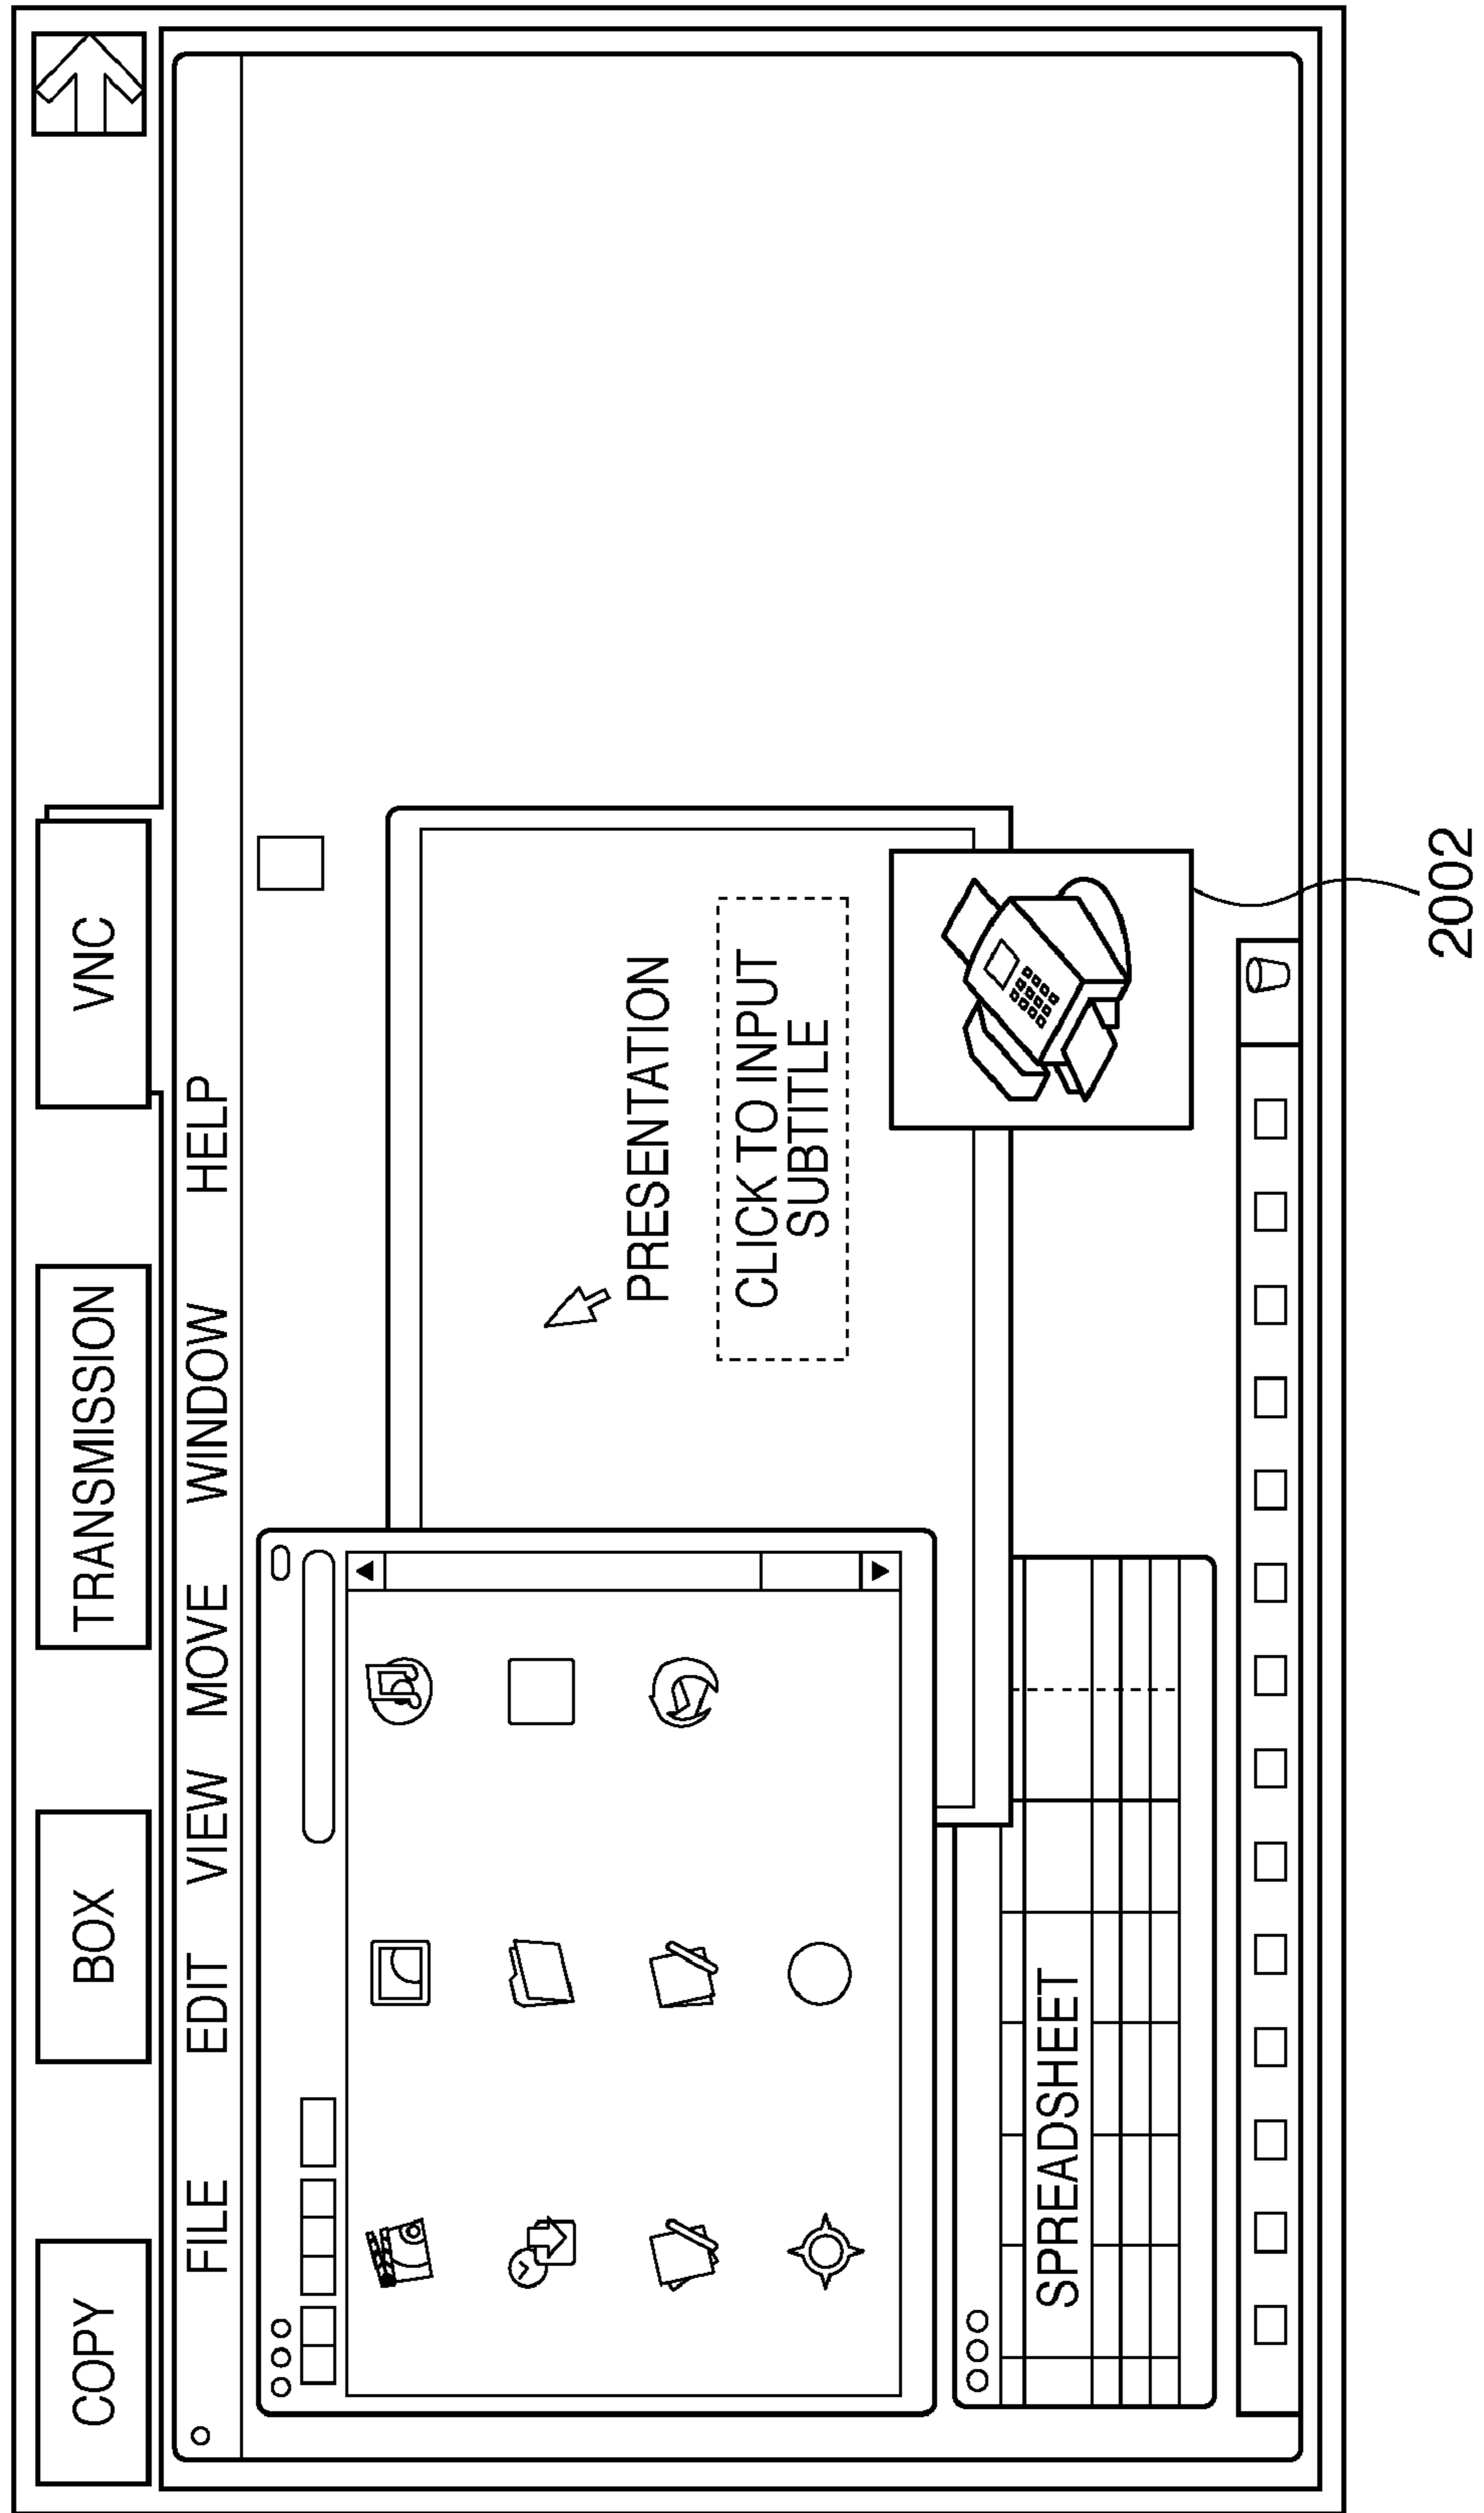 COPY
BOX
TRANSMISSION
VNC
FILE EDIT VIEW MOVE WINDOW HELP
PRESENTATION
CLICK TO INPUT
SUBTITLE
SPREADSHEET
2002